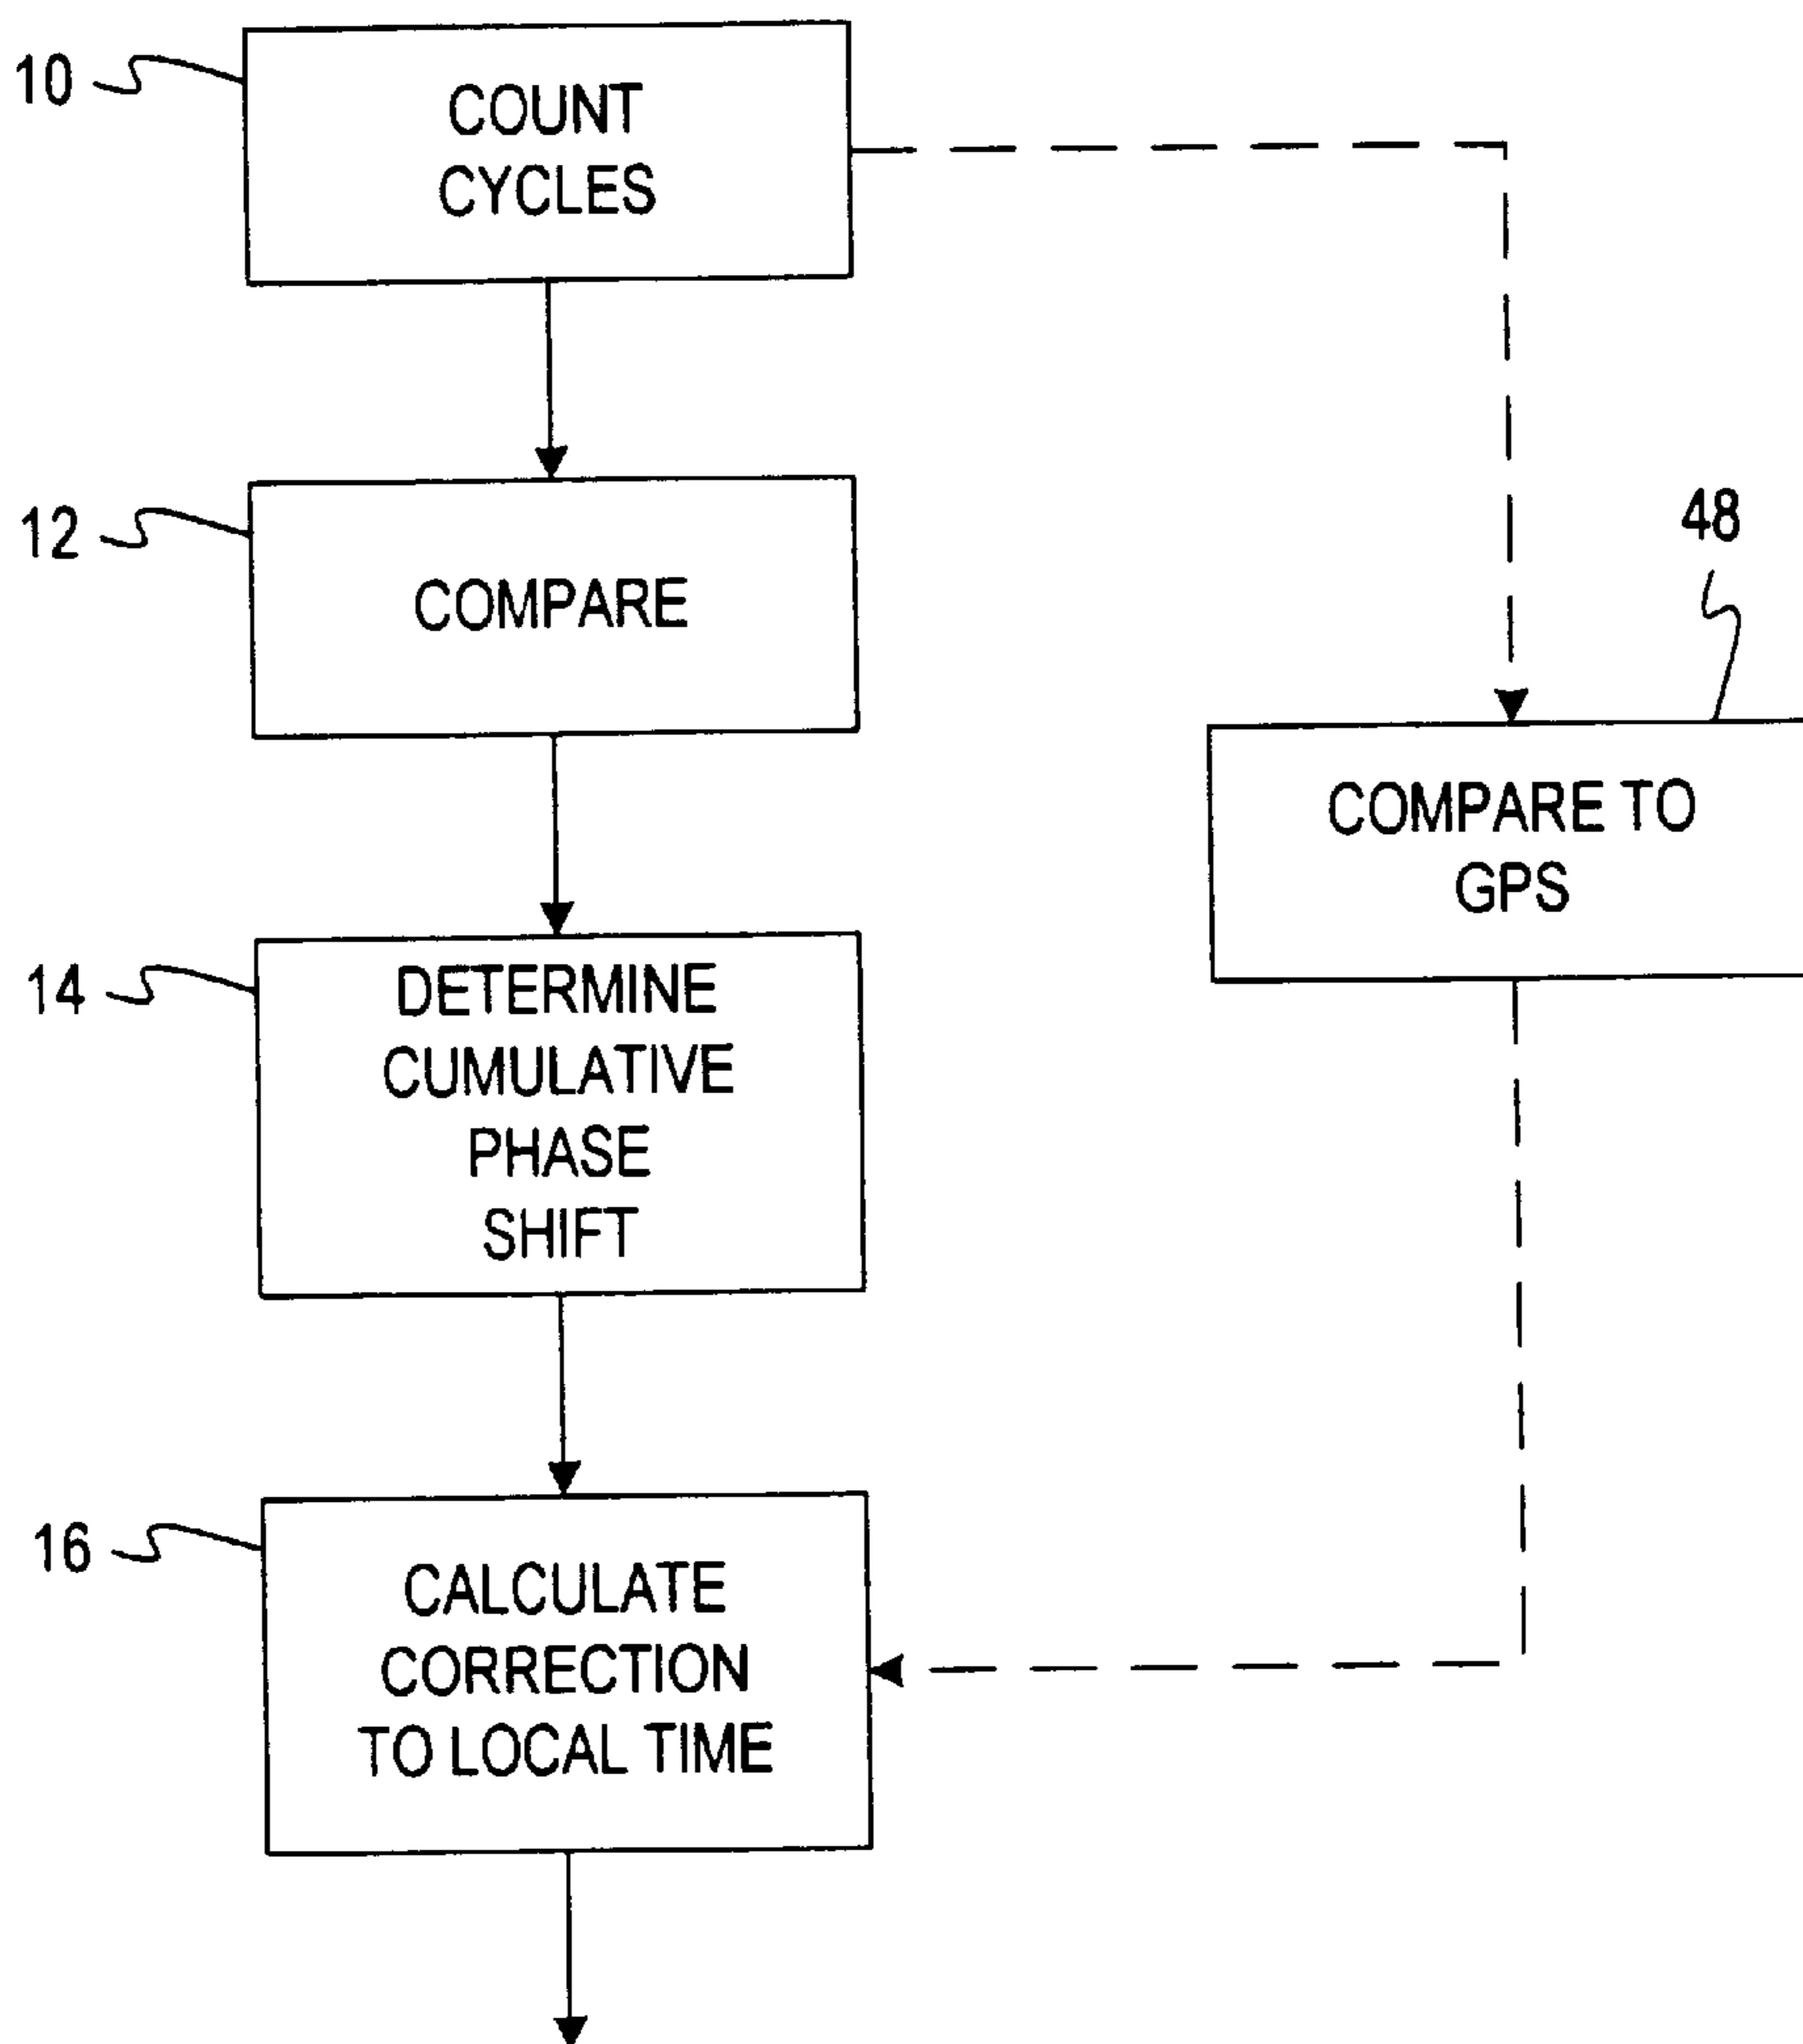 10
COUNT
CYCLES
12
COMPARE
48
COMPARE TO
GPS
14
DETERMINE
CUMULATIVE
PHASE
SHIFT
16
CALCULATE
CORRECTION
TO LOCAL TIME